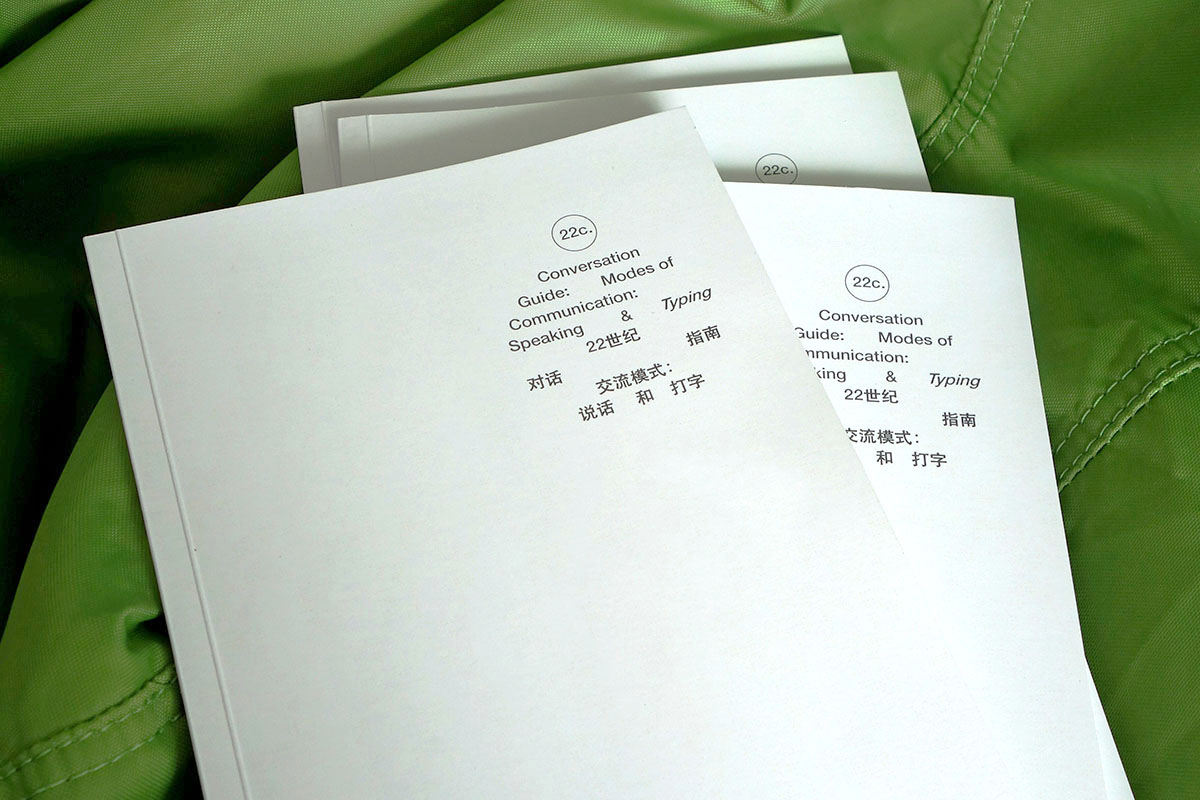 22c.
Conversation
Guide: Modes of
Communication:
Speaking & Typing
22世纪
对话 指南
交流模式：
说话 和 打字
22c.
22c.
Conversation
Guide: Modes of
mmunication:
king & Typing
22世纪
指南
交流模式：
和 打字